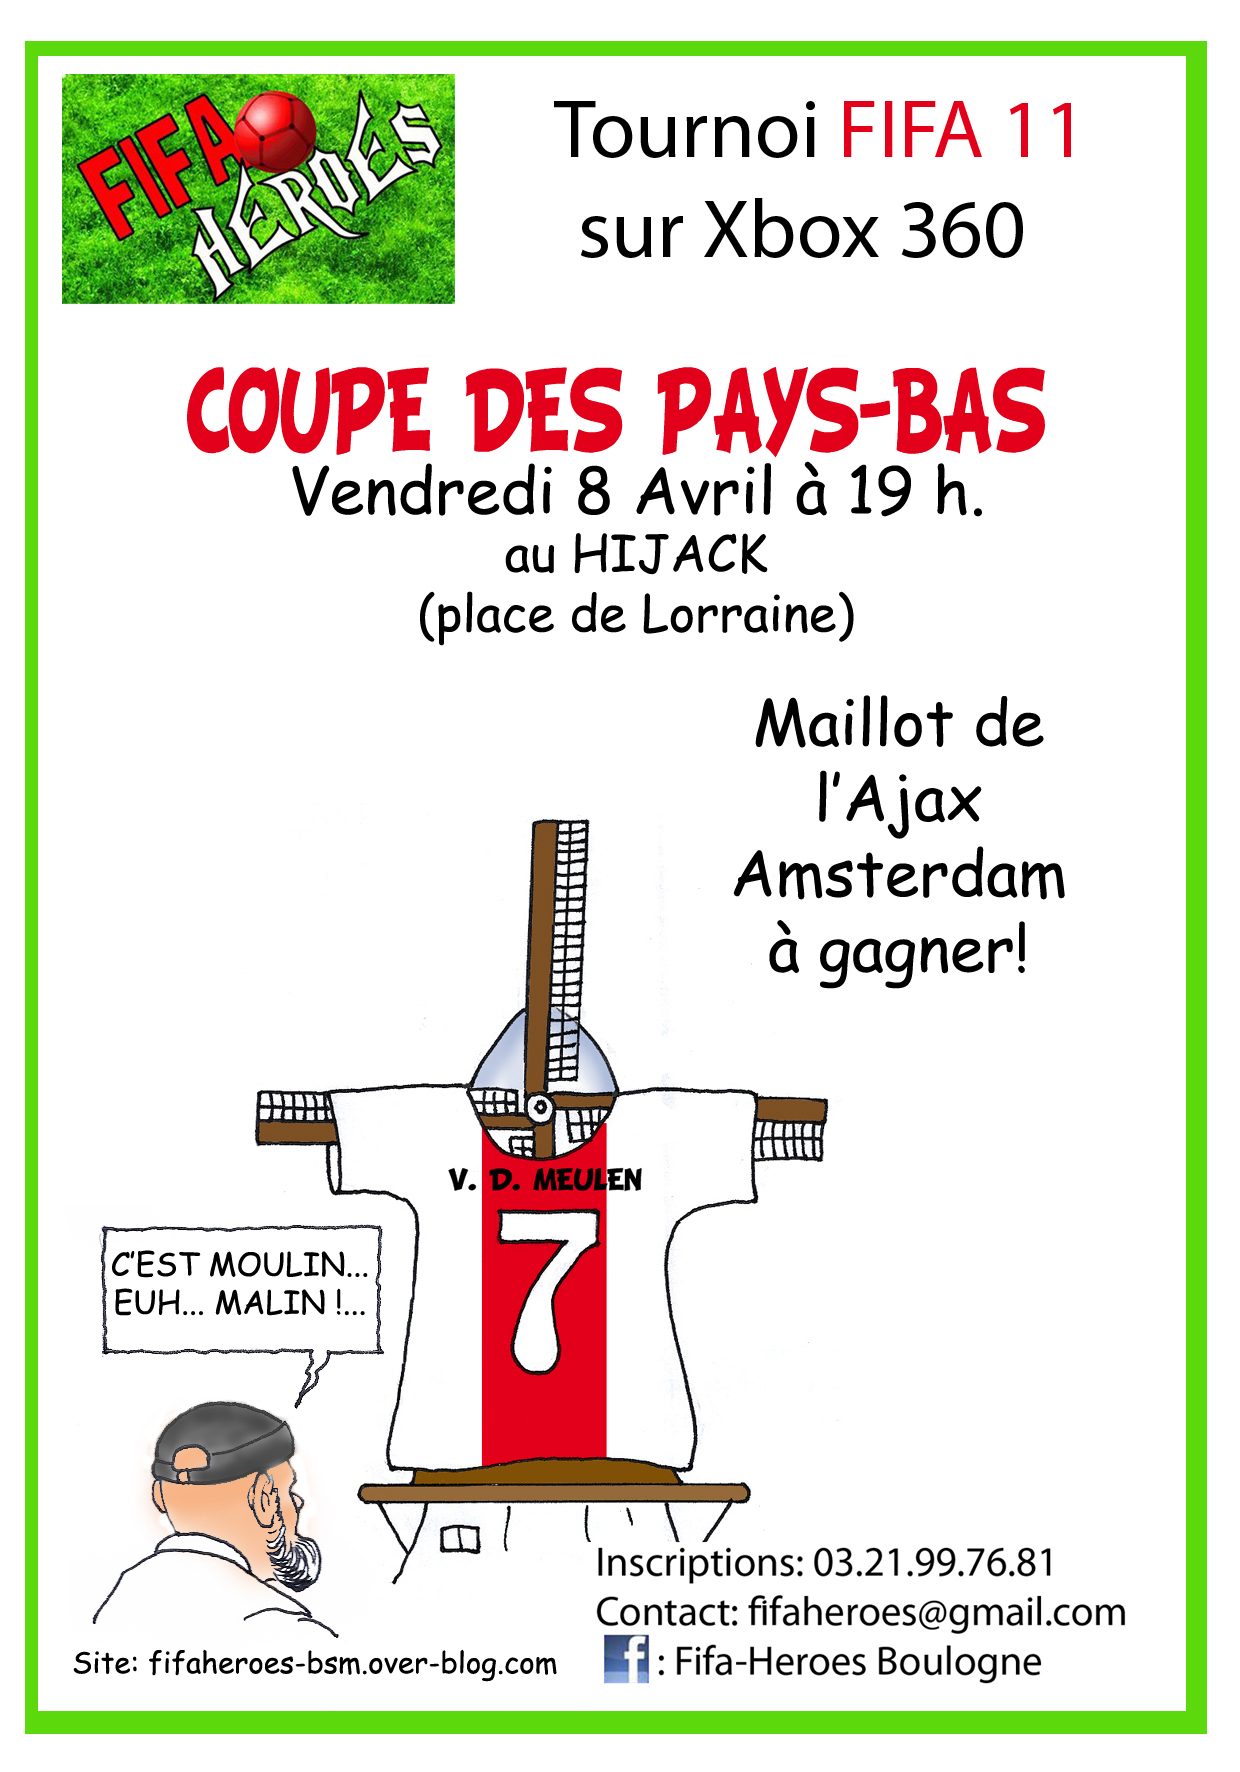 FIFA
HÉROÉS
Tournoi FIFA 11
sur Xbox 360
COUPE DES PAYS-BAS
Vendredi 8 Avril à 19 h.
au HIJACK
(place de Lorraine)
Maillot de
l'Ajax
Amsterdam
à gagner!
V. D. MEULEN
7
C'EST MOULIN...
EUH... MALIN !...
Inscriptions: 03.21.99.76.81
Contact: fifaheroes@gmail.com
f : Fifa-Heroes Boulogne
Site: fifaheroes-bsm.over-blog.com